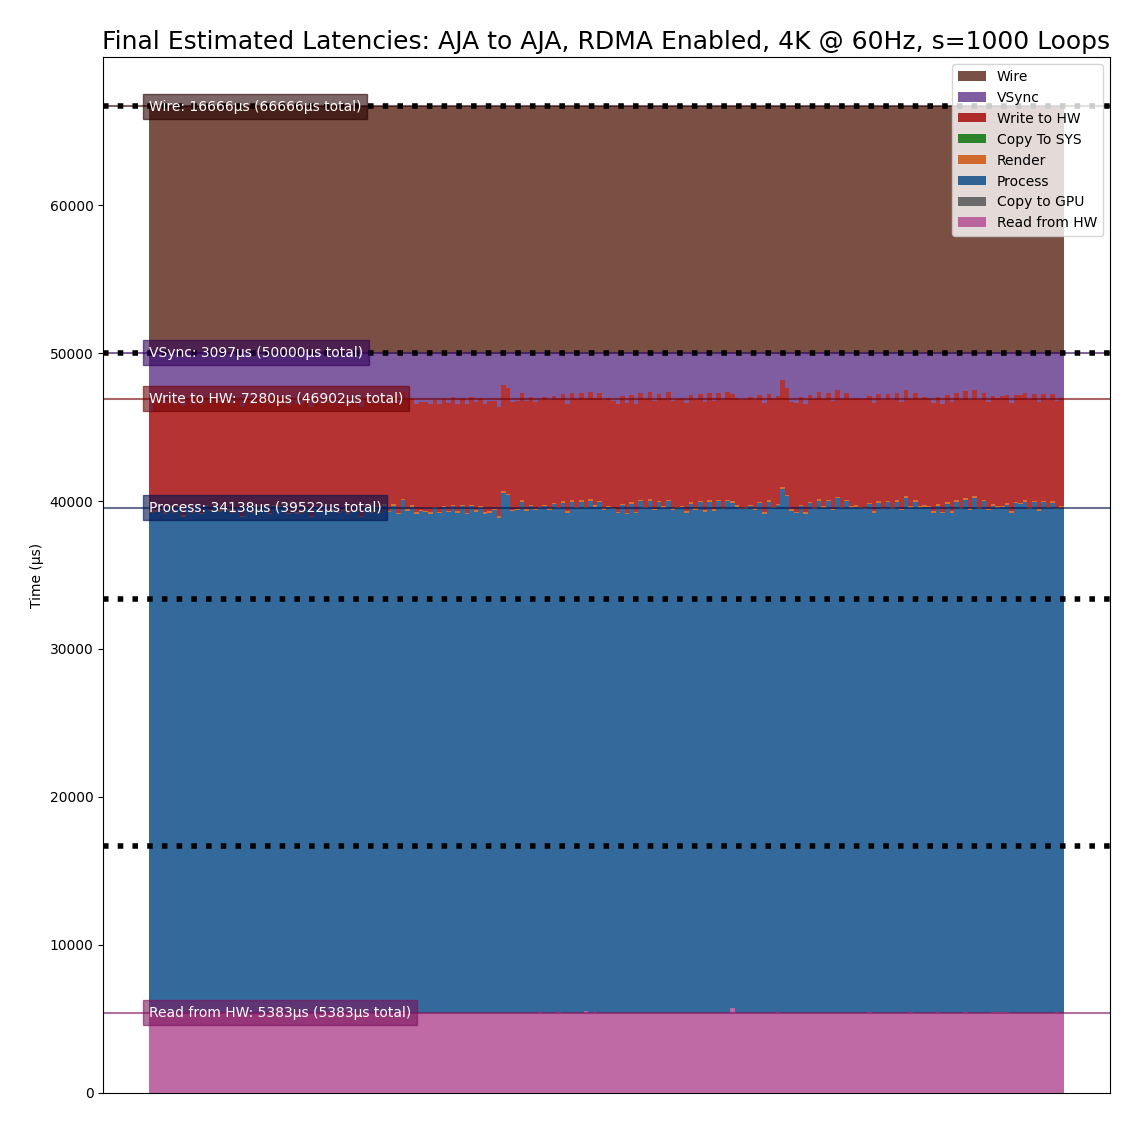 Final Estimated Latencies: AJA to AJA, RDMA Enabled, 4K @ 60Hz, s=1000 Loops
Wire
VSync
Write to HW
Copy To SYS
Render
Process
Copy to GPU
Read from HW
Wire: 16666µs (66666µs total)
VSync: 3097µs (50000µs total)
Write to HW: 7280µs (46902µs total)
Process: 34138µs (39522µs total)
Read from HW: 5383µs (5383µs total)
60000
50000
40000
30000
20000
10000
0
Time (µs)